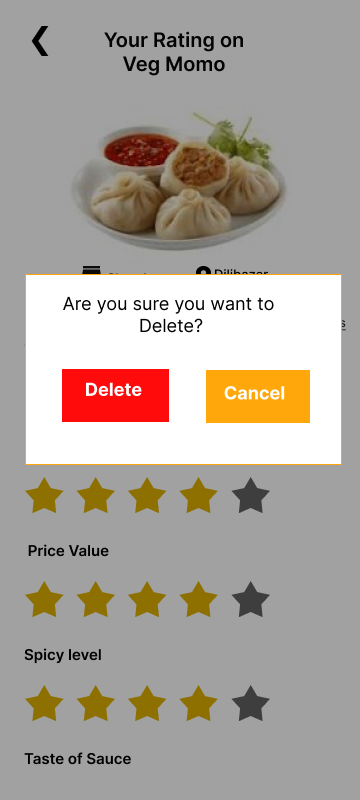 Your Rating on
Veg Momo
Are you sure you want to
Delete?
Delete
Cancel
Price Value
Spicy level
Taste of Sauce